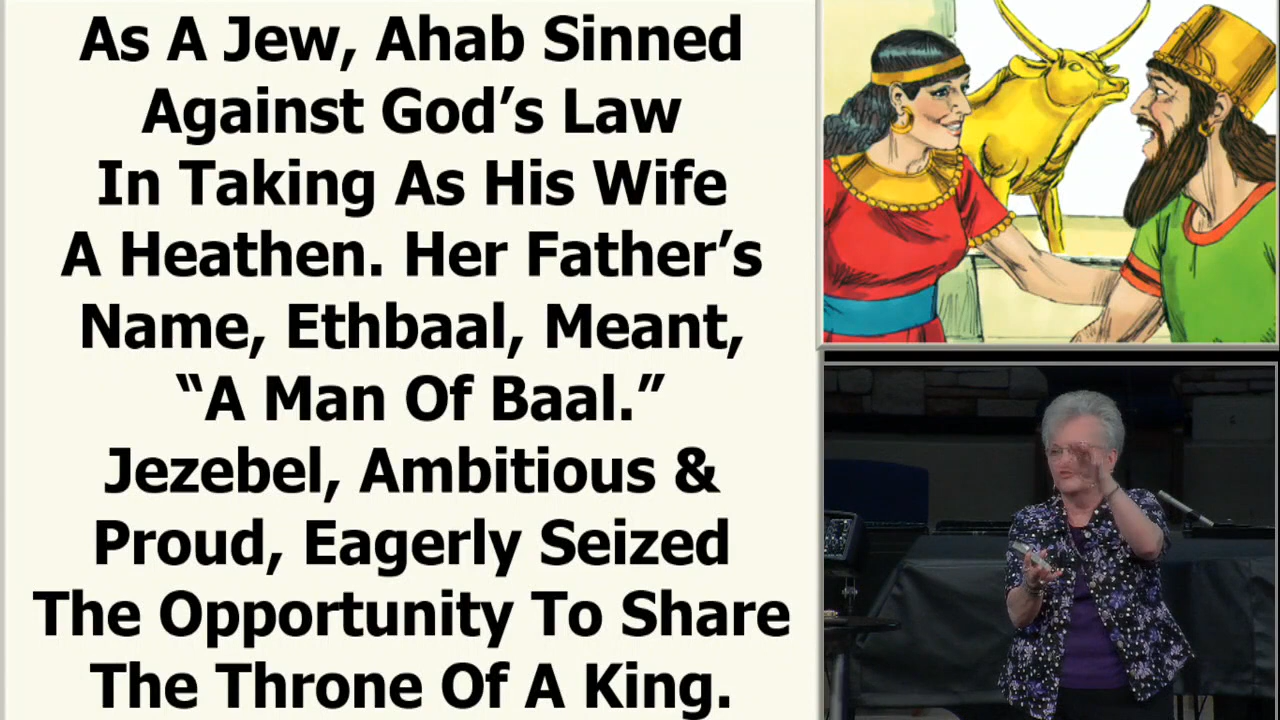 As A Jew, Ahab Sinned
Against God’s Law
In Taking As His Wife
A Heathen. Her Father’s
Name, Ethbaal, Meant,
“A Man Of Baal.”
Jezebel, Ambitious &
Proud, Eagerly Seized
The Opportunity To Share
The Throne Of A King.